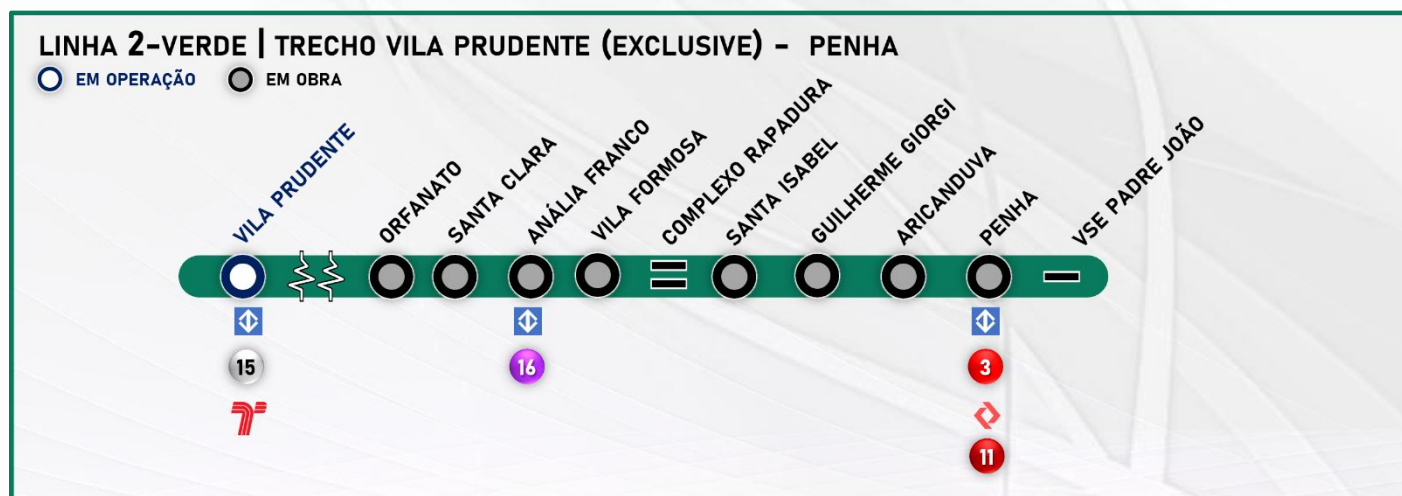 LINHA 2-VERDE | TRECHO VILA PRUDENTE (EXCLUSIVE) - PENHA
EM OPERAÇÃO
EM OBRA
VILA PRUDENTE
ORFANATO
SANTA CLARA
ANÁLIA FRANCO
VILA FORMOSA
COMPLEXO RAPADURA
SANTA ISABEL
GUILHERME GIORGI
ARICANDUVA
PENHA
VSE PADRE JOÃO
15
16
3
11